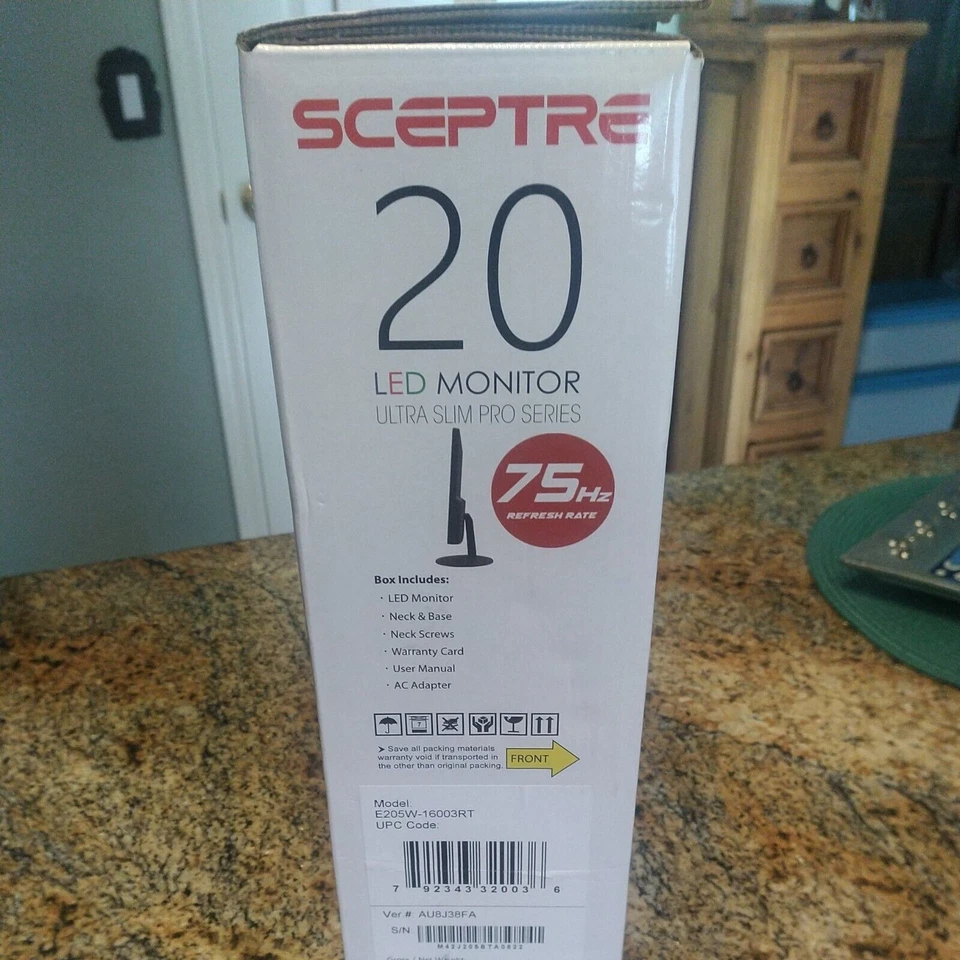 SCEPTRE
20
LED MONITOR
ULTRA SLIM PRO SERIES
75Hz
REFRESH RATE
Box Includes:
· LED Monitor
· Neck & Base
· Neck Screws
· Warranty Card
· User Manual
· AC Adapter
➤ Save all packing materials
warranty void if transported in
the other than original packing.
FRONT
Model:
E205W-16003RT
UPC Code:
7 92343 32003 6
Ver.# AU8J38FA
S/N